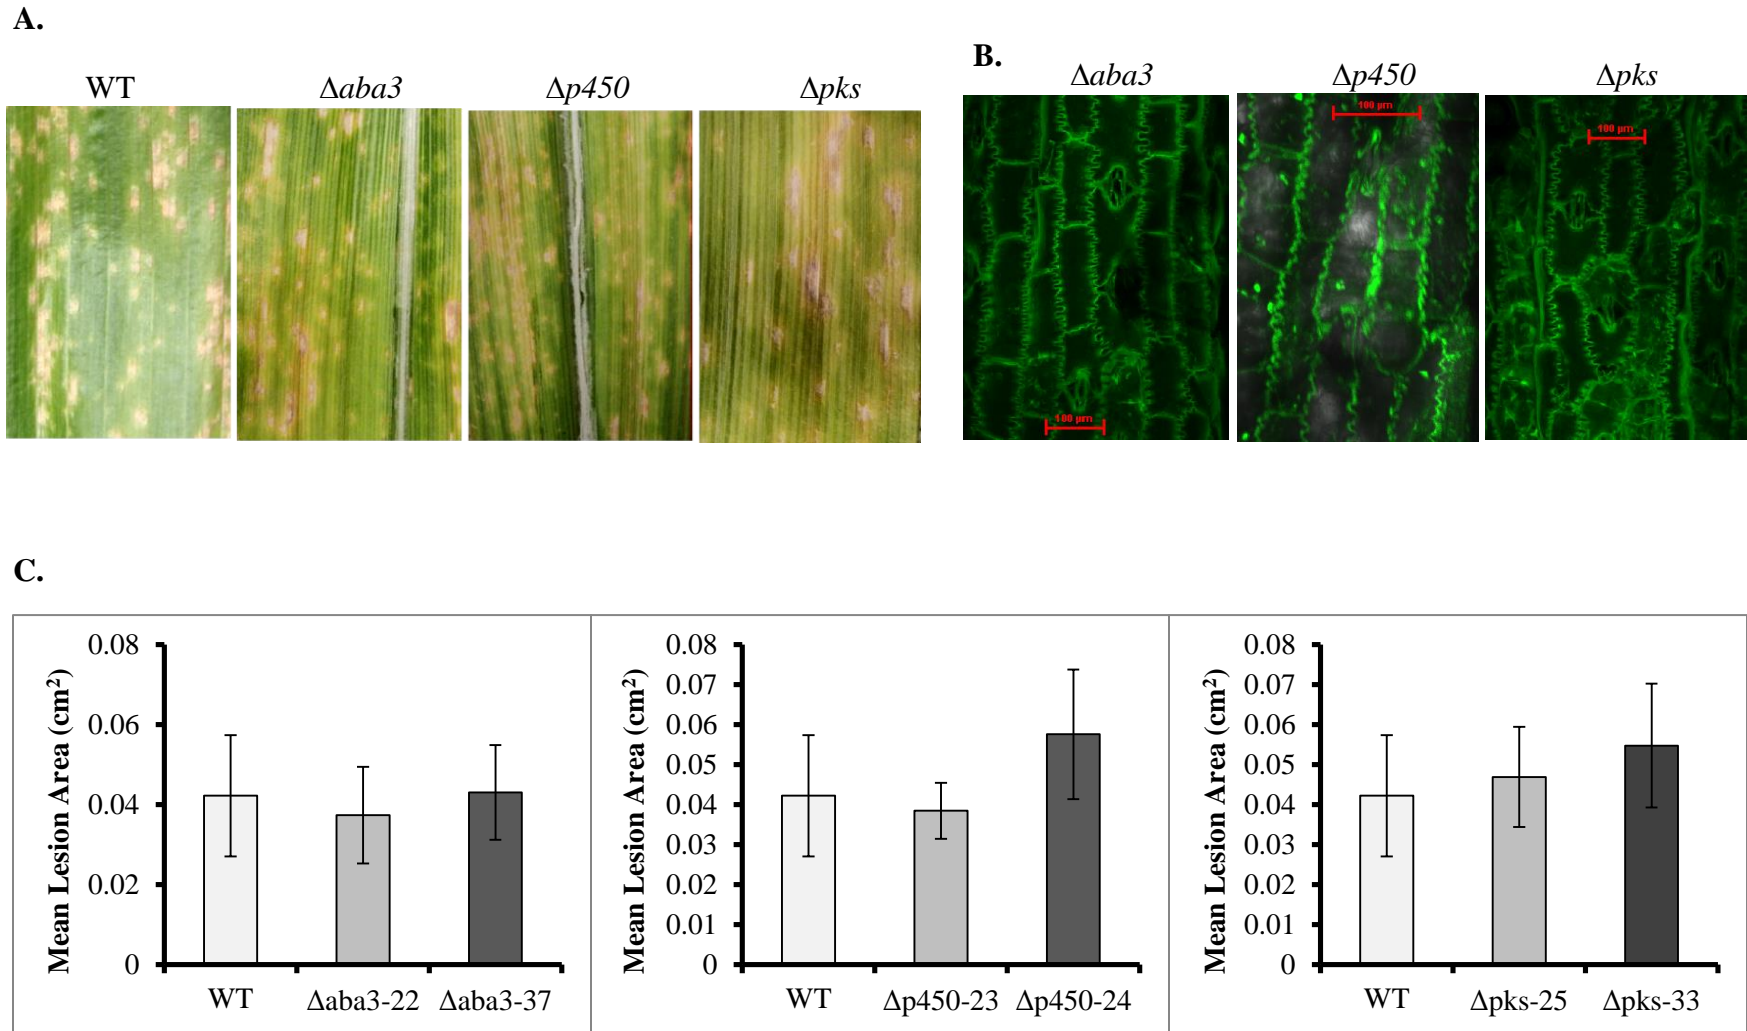 A.
WT
Δaba3
Δp450
Δpks
B.
Δaba3
Δp450
Δpks
100 μm
100 μm
100 μm
C.
Mean Lesion Area (cm²)
0.08
0.06
0.04
0.02
0
WT
Δaba3-22
Δaba3-37
Mean Lesion Area (cm²)
0.08
0.07
0.06
0.05
0.04
0.03
0.02
0.01
0
WT
Δp450-23
Δp450-24
Mean Lesion Area (cm²)
0.08
0.07
0.06
0.05
0.04
0.03
0.02
0.01
0
WT
Δpks-25
Δpks-33